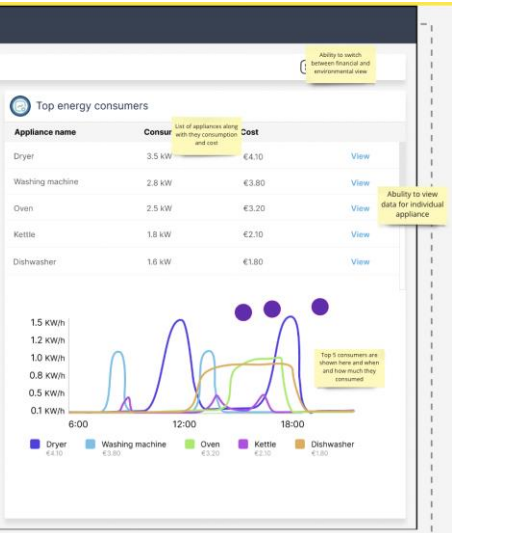 Ability to switch
between financial and
environmental view
Top energy consumers
Appliance name Cost
List of appliances along
with they consumption
and cost
Dryer 3.5 kW €4.10 View
Washing machine 2.8 kW €3.80 View
Oven 2.5 kW €3.20 View
Kettle 1.8 kW €2.10 View
Dishwasher 1.6 kW €1.80 View
Abulity to view
data for individual
appliance
1.5 KW/h
1.2 KW/h
1.0 KW/h
0.8 KW/h
0.5 KW/h
0.1 KW/h
Top 5 consumers are
shown here and when
and how much they
consumed
6:00 12:00 18:00
Dryer Washing machine Oven Kettle Dishwasher
€4.10 €3.80 €3.20 €2.10 €1.80